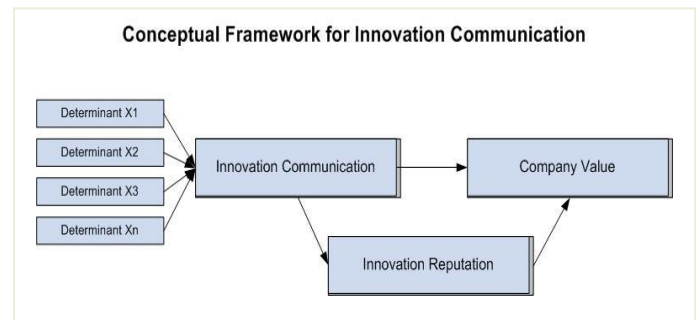 Conceptual Framework for Innovation Communication
Determinant X1
Determinant X2
Determinant X3
Determinant Xn
Innovation Communication
Company Value
Innovation Reputation